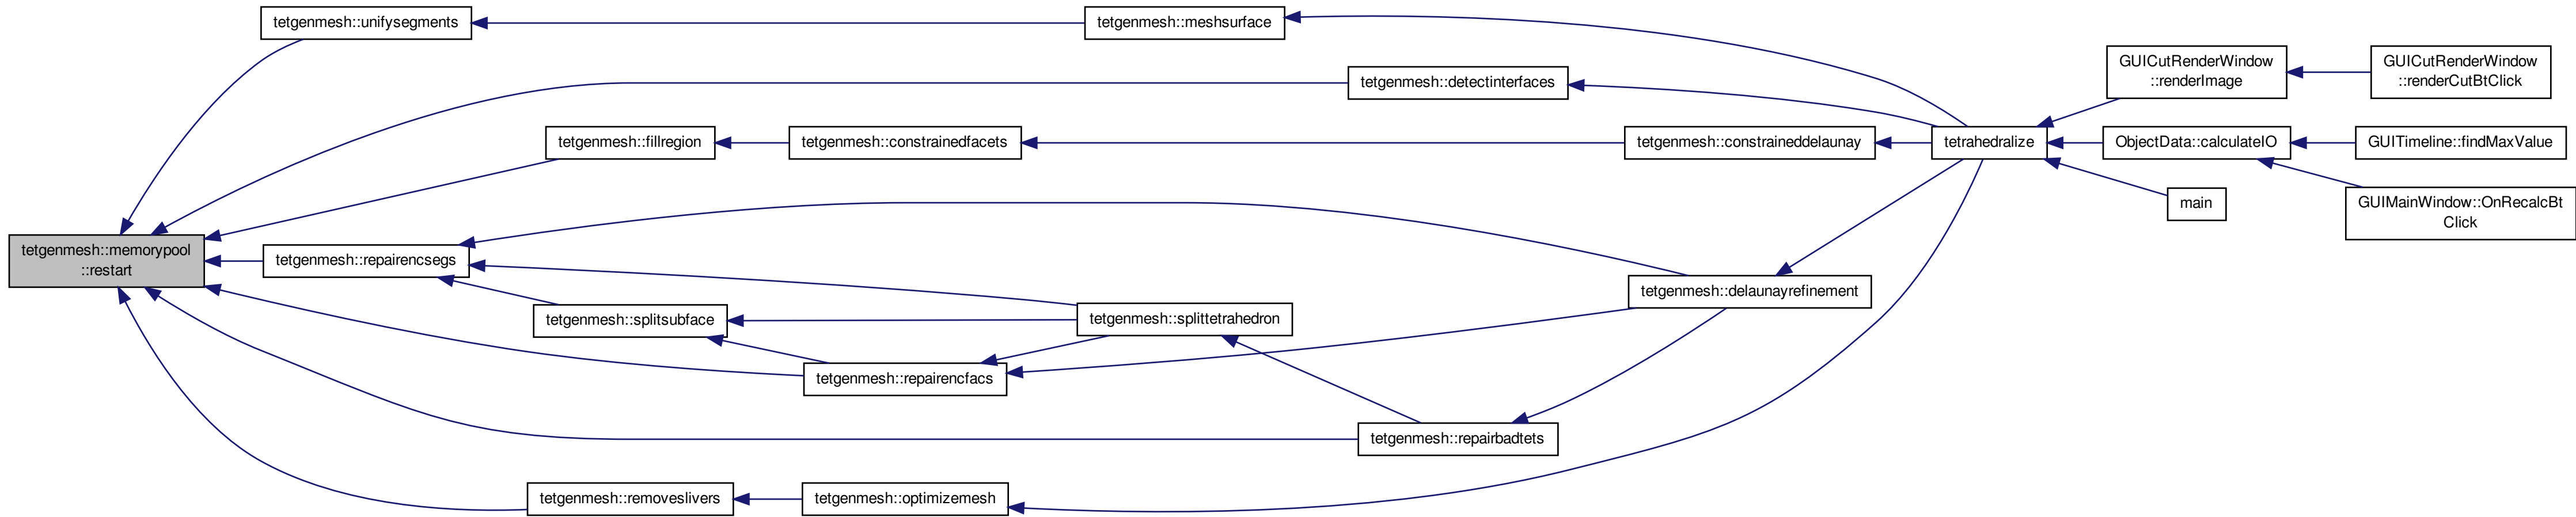 tetgenmesh::unifysegments
tetgenmesh::meshsurface
GUICutRenderWindow
::renderImage
GUICutRenderWindow
::renderCutBtClick
tetgenmesh::detectinterfaces
tetgenmesh::fillregion
tetgenmesh::constrainedfacets
tetgenmesh::constraineddelaunay
tetrahedralize
ObjectData::calculateIO
GUITimeline::findMaxValue
main
GUIMainWindow::OnRecalcBt
Click
tetgenmesh::memorypool
::restart
tetgenmesh::repairencsegs
tetgenmesh::delaunayrefinement
tetgenmesh::splitsubface
tetgenmesh::splittetrahedron
tetgenmesh::repairencfacs
tetgenmesh::repairbadtets
tetgenmesh::removeslivers
tetgenmesh::optimizemesh